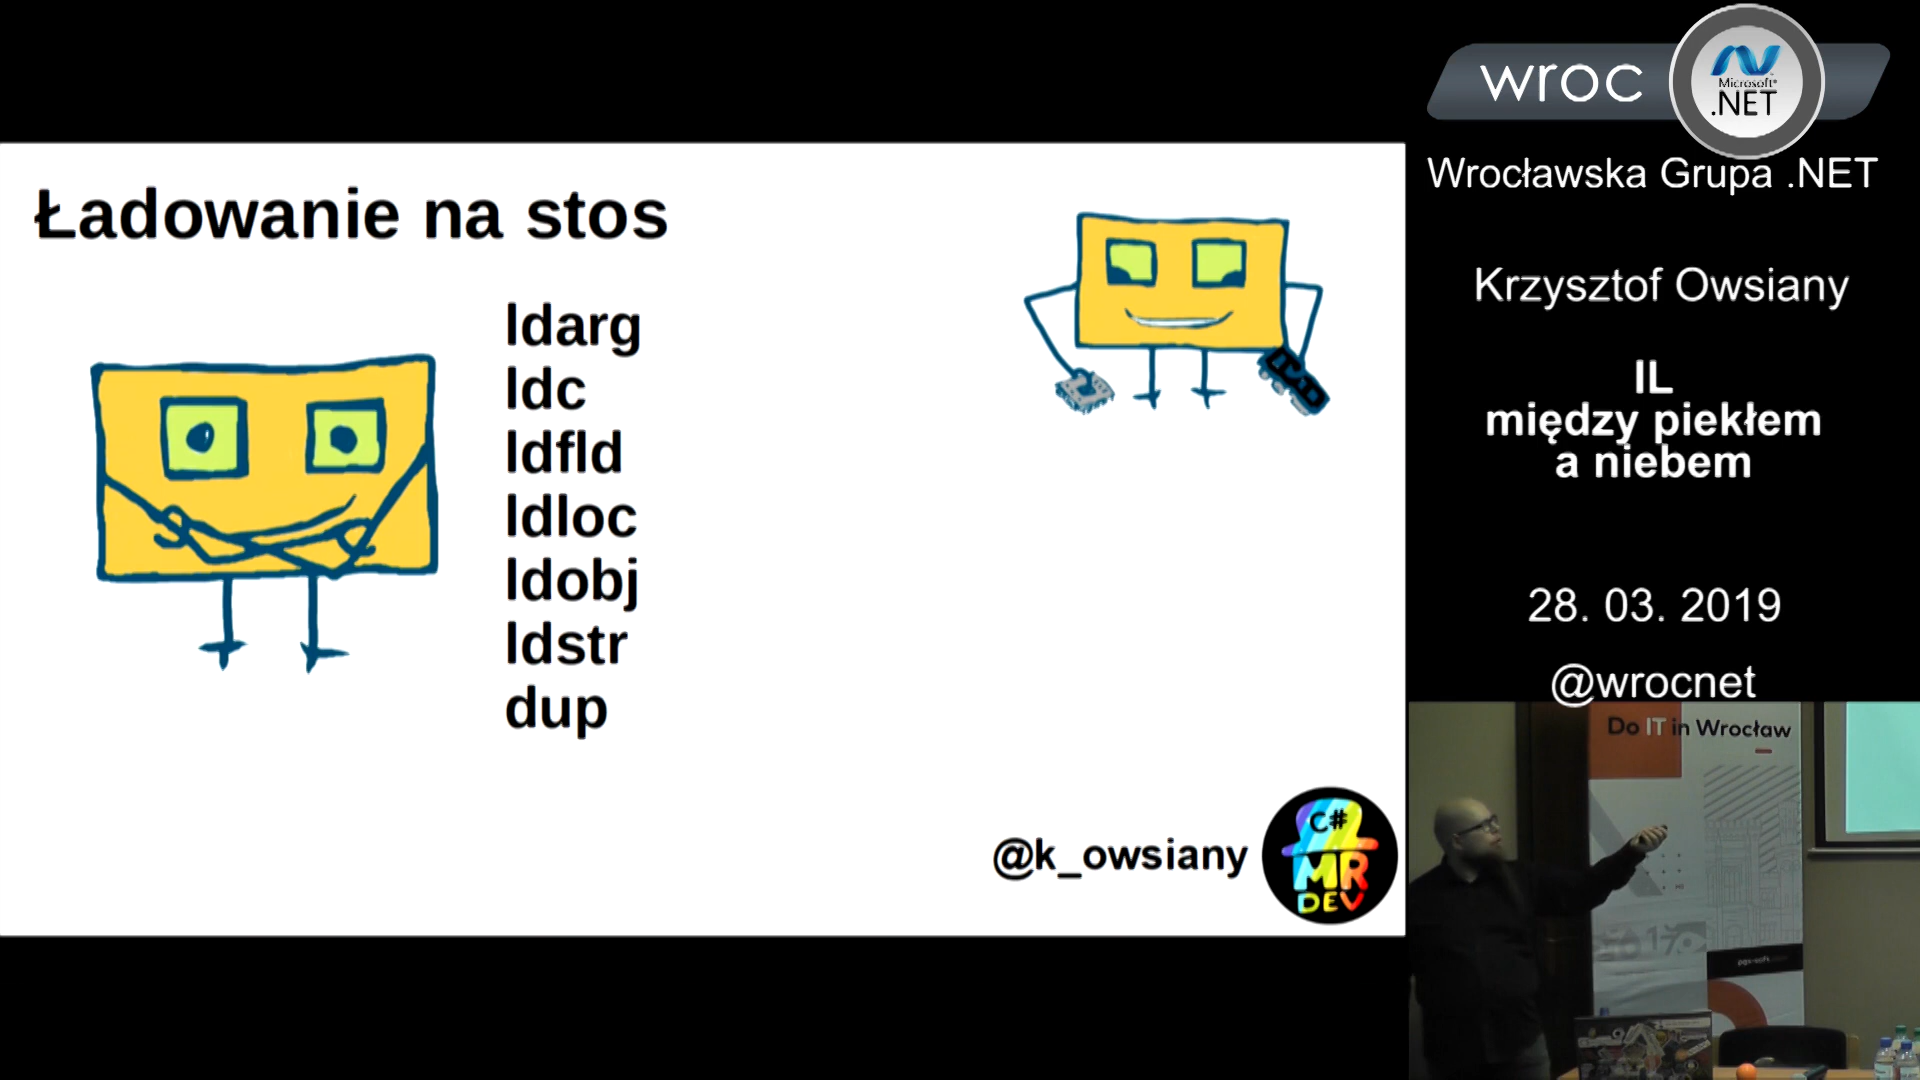 Ładowanie na stos
ldarg
ldc
ldfld
ldloc
ldobj
ldstr
dup
@k_owsiany
C#
MR
DEV
wroc
Microsoft®
.NET
Wrocławska Grupa .NET
Krzysztof Owsiany
IL
między piekłem
a niebem
28. 03. 2019
@wrocnet
Do IT in Wrocław